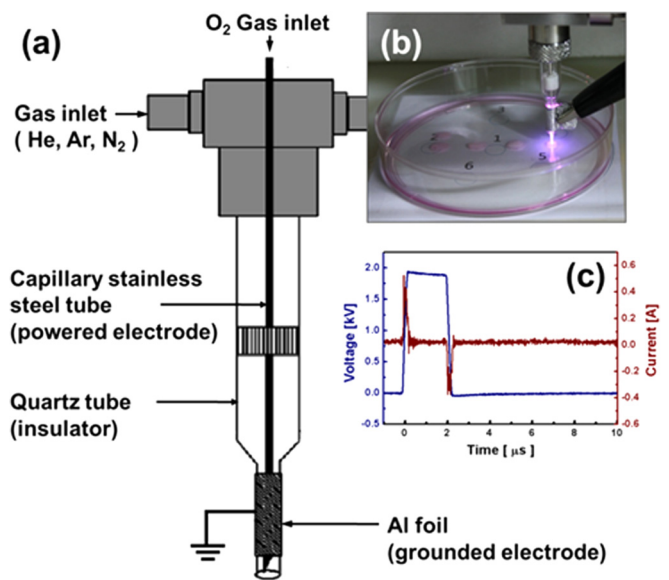 (a)
O2 Gas inlet
Gas inlet
( He, Ar, N2 )
Capillary stainless
steel tube
(powered electrode)
Quartz tube
(insulator)
Al foil
(grounded electrode)
(b)
3
2
1
5
6
(c)
Voltage [kV]
2.0
1.5
1.0
0.5
0.0
-0.5
0.6
0.4
0.2
0.0
-0.2
-0.4
-0.6
Current [A]
0 2 4 6 8 10
Time [ μs ]